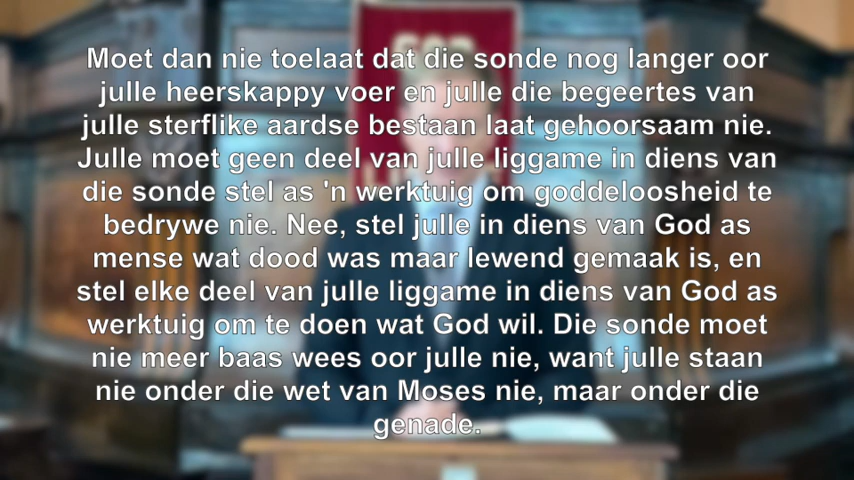 Moet dan nie toelaat dat die sonde nog langer oor
julle heerskappy voer en julle die begeertes van
julle sterflike aardse bestaan laat gehoorsaam nie.
Julle moet geen deel van julle liggame in diens van
die sonde stel as 'n werktuig om goddeloosheid te
bedrywe nie. Nee, stel julle in diens van God as
mense wat dood was maar lewend gemaak is, en
stel elke deel van julle liggame in diens van God as
werktuig om te doen wat God wil. Die sonde moet
nie meer baas wees oor julle nie, want julle staan
nie onder die wet van Moses nie, maar onder die
genade.